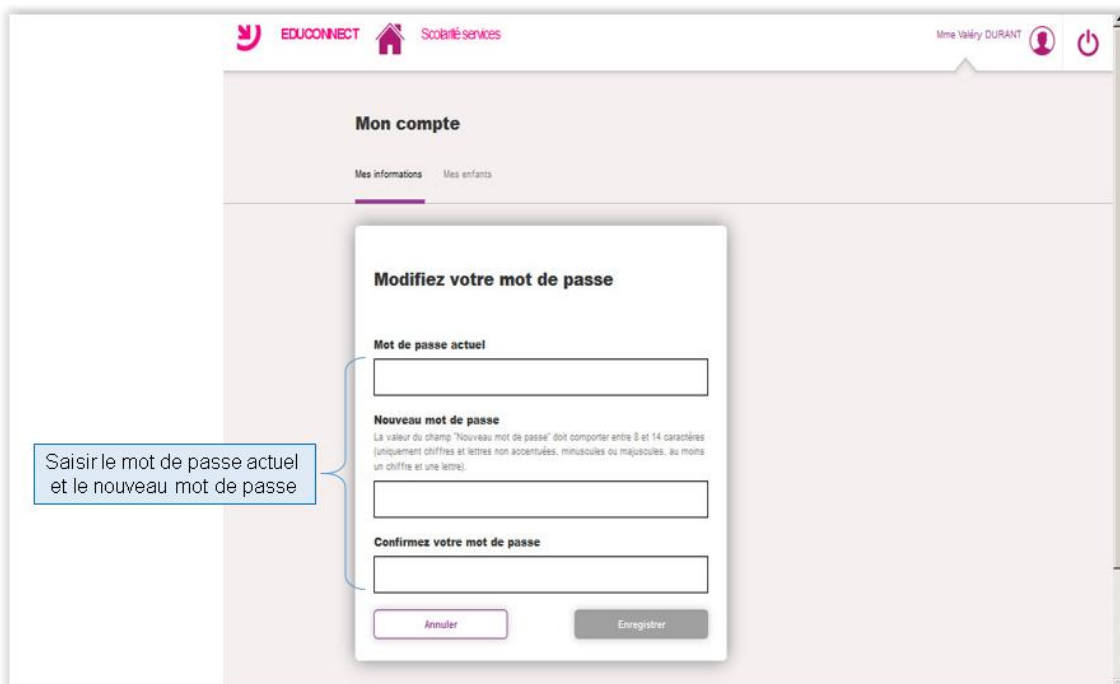 EDUCONNECT
Scolarité services
Mme Valéry DURANT
Mon compte
Mes informations
Mes enfants
Modifiez votre mot de passe
Mot de passe actuel
Nouveau mot de passe
La valeur du champ "Nouveau mot de passe" doit comporter entre 8 et 14 caractères
(uniquement chiffres et lettres non accentuées, minuscules ou majuscules, au moins
un chiffre et une lettre).
Saisir le mot de passe actuel
et le nouveau mot de passe
Confirmez votre mot de passe
Annuler
Enregistrer